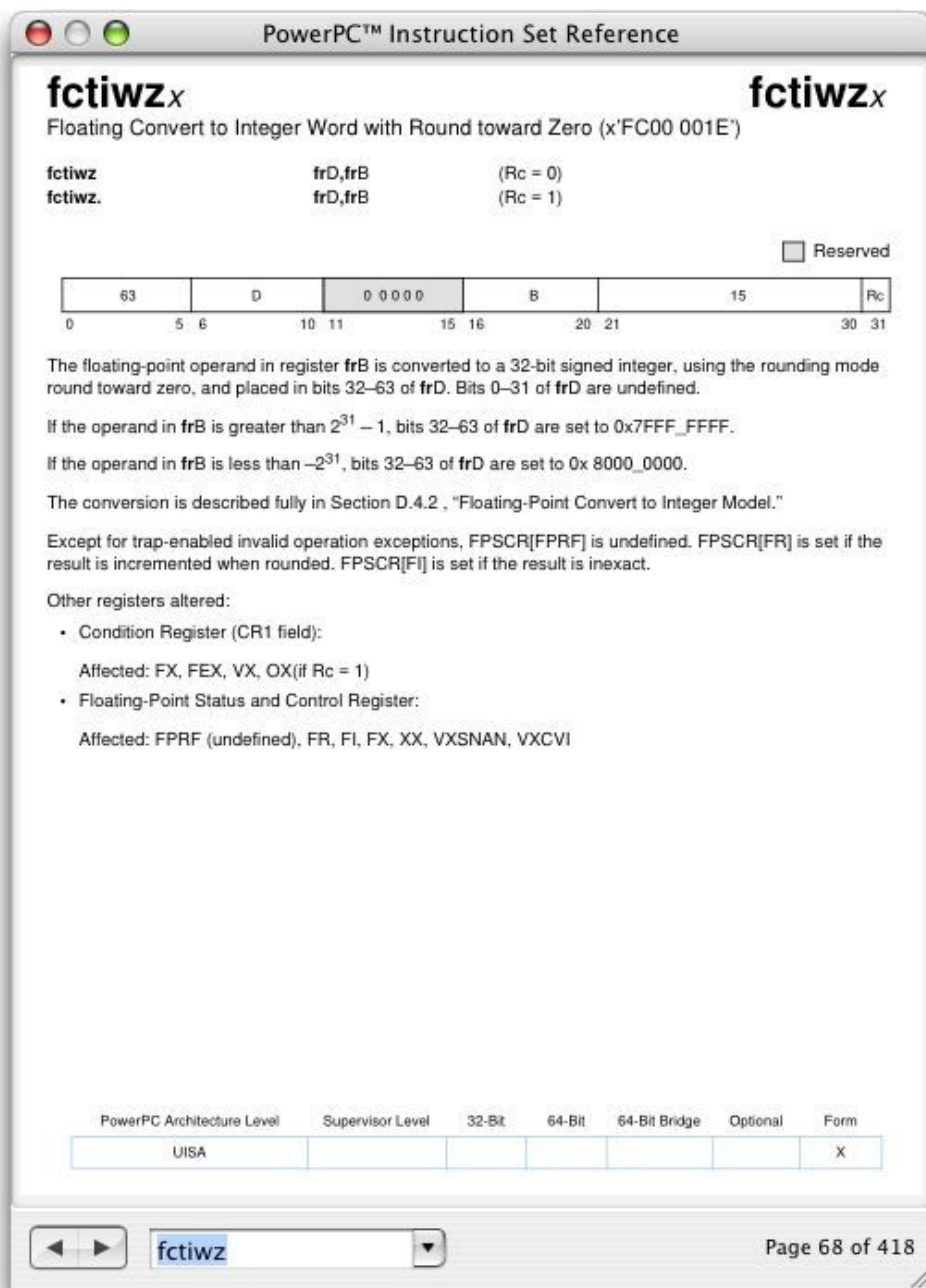 PowerPC™ Instruction Set Reference
fctiwzx fctiwzx
Floating Convert to Integer Word with Round toward Zero (x'FC00 001E')
fctiwz frD,frB (Rc = 0)
fctiwz. frD,frB (Rc = 1)
Reserved
63 D 0 0 0 0 0 B 15 Rc
0 5 6 10 11 15 16 20 21 30 31
The floating-point operand in register frB is converted to a 32-bit signed integer, using the rounding mode
round toward zero, and placed in bits 32–63 of frD. Bits 0–31 of frD are undefined.
If the operand in frB is greater than 2³¹ – 1, bits 32–63 of frD are set to 0x7FFF_FFFF.
If the operand in frB is less than –2³¹, bits 32–63 of frD are set to 0x 8000_0000.
The conversion is described fully in Section D.4.2 , “Floating-Point Convert to Integer Model.”
Except for trap-enabled invalid operation exceptions, FPSCR[FPRF] is undefined. FPSCR[FR] is set if the
result is incremented when rounded. FPSCR[FI] is set if the result is inexact.
Other registers altered:
• Condition Register (CR1 field):
Affected: FX, FEX, VX, OX(if Rc = 1)
• Floating-Point Status and Control Register:
Affected: FPRF (undefined), FR, FI, FX, XX, VXSNAN, VXCVI
PowerPC Architecture Level Supervisor Level 32-Bit 64-Bit 64-Bit Bridge Optional Form
UISA X
fctiwz Page 68 of 418